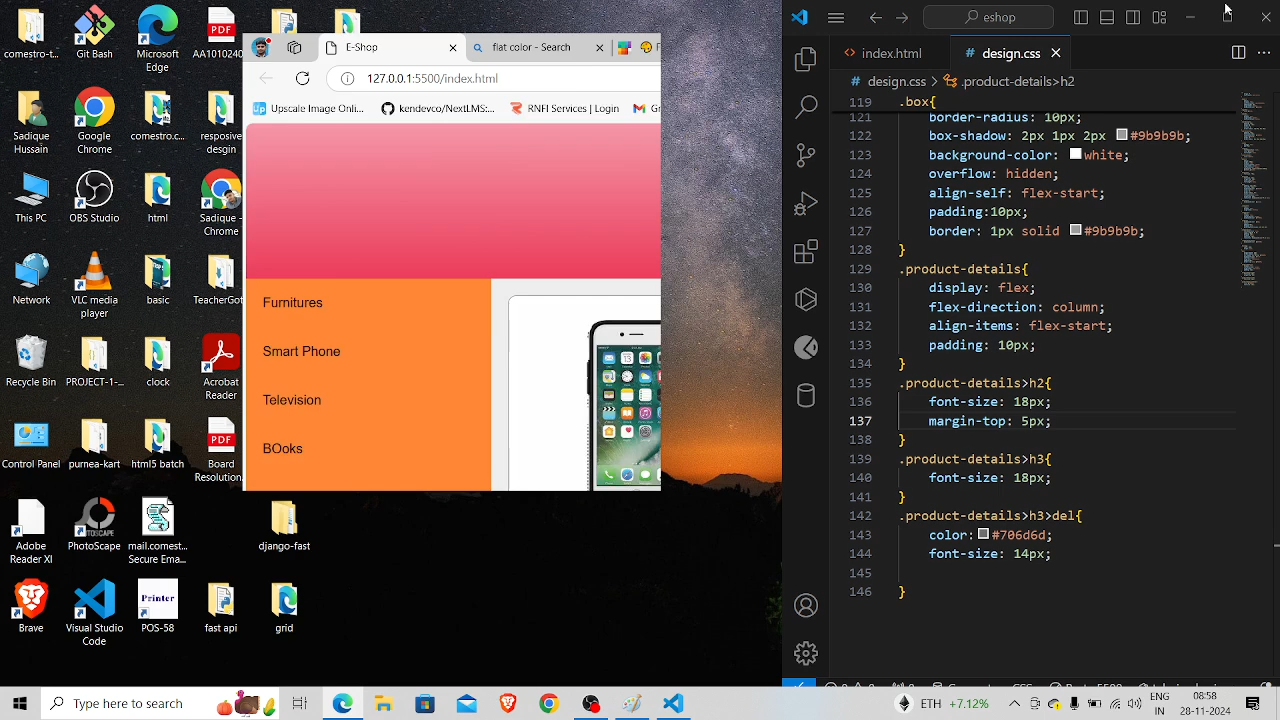 comestro-t...
Git Bash
Microsoft
Edge
AA1010240...
Sadique
Hussain
Google
Chrome
comestro.c...
resposive
desgin
This PC
OBS Studio
html
Sadique -
Chrome
Network
VLC media
player
basic
TeacherGot...
Recycle Bin
PROJECT-1-...
clock
Acrobat
Reader
Control Panel
purnea-kart
html5 batch
PDF
Board
Resolution...
Adobe
Reader XI
PHOTOSCAPE
PhotoScape
mail.comest...
Secure Ema...
django-fast
Brave
Visual Studio
Code
Printer
POS-58
fast api
grid
E-Shop
flat color - Search
127.0.0.1:5500/index.html
Upscale Image Onli...
kendevco/NextLMS:...
RNFI Services | Login
Furnitures
Smart Phone
Television
BOoks
index.html
# design.css
# design.css > .product-details>h2
119 .box{
121
10px;
122 box-shadow: 2px 1px 2px #9b9b9b;
123 background-color: white;
124 overflow: hidden;
125 align-self: flex-start;
126 padding:10px;
127 border: 1px solid #9b9b9b;
128 }
129 .product-details{
130 display: flex;
131 flex-direction: column;
132 align-items: flex-start;
133 padding: 10px;
134 }
135 .product-details>h2{
136 font-size: 18px;
137 margin-top: 5px;
138 }
139 .product-details>h3{
140 font-size: 18px;
141 }
142 .product-details>h3>del{
143 color: #706d6d;
144 font-size: 14px;
145
146 }
Type here to search
ETH +7.20%
ENG
IN
08:58
28-11-2024